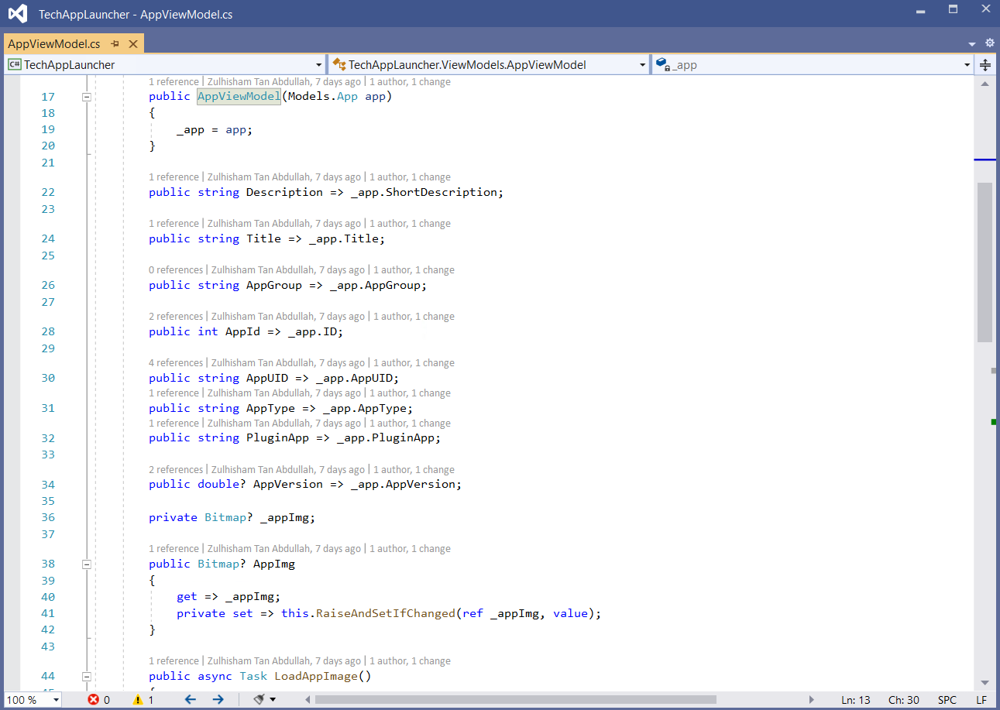 TechAppLauncher - AppViewModel.cs
AppViewModel.cs
C# TechAppLauncher TechAppLauncher.ViewModels.AppViewModel _app
1 reference | Zulhisham Tan Abdullah, 7 days ago | 1 author, 1 change
17 public AppViewModel(Models.App app)
18 {
19 _app = app;
20 }
21
1 reference | Zulhisham Tan Abdullah, 7 days ago | 1 author, 1 change
22 public string Description => _app.ShortDescription;
23
1 reference | Zulhisham Tan Abdullah, 7 days ago | 1 author, 1 change
24 public string Title => _app.Title;
25
0 references | Zulhisham Tan Abdullah, 7 days ago | 1 author, 1 change
26 public string AppGroup => _app.AppGroup;
27
2 references | Zulhisham Tan Abdullah, 7 days ago | 1 author, 1 change
28 public int AppId => _app.ID;
29
4 references | Zulhisham Tan Abdullah, 7 days ago | 1 author, 1 change
30 public string AppUID => _app.AppUID;
1 reference | Zulhisham Tan Abdullah, 7 days ago | 1 author, 1 change
31 public string AppType => _app.AppType;
1 reference | Zulhisham Tan Abdullah, 7 days ago | 1 author, 1 change
32 public string PluginApp => _app.PluginApp;
33
2 references | Zulhisham Tan Abdullah, 7 days ago | 1 author, 1 change
34 public double? AppVersion => _app.AppVersion;
35
36 private Bitmap? _appImg;
37
1 reference | Zulhisham Tan Abdullah, 7 days ago | 1 author, 1 change
38 public Bitmap? AppImg
39 {
40 get => _appImg;
41 private set => this.RaiseAndSetIfChanged(ref _appImg, value);
42 }
43
1 reference | Zulhisham Tan Abdullah, 7 days ago | 1 author, 1 change
44 public async Task LoadAppImage()
100 % 0 1 Ln: 13 Ch: 30 SPC LF